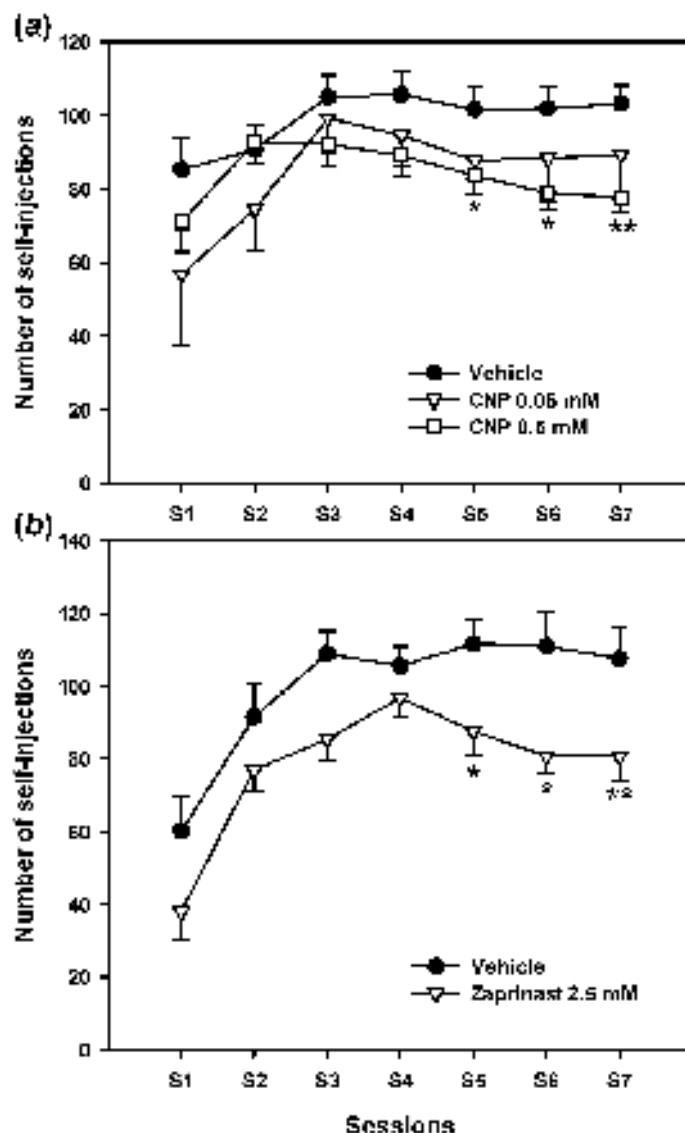 (a)
120
100
80
60
40
20
0
Number of self-injections
Vehicle
CNP 0.05 mM
CNP 0.5 mM
* * **
S1 S2 S3 S4 S5 S6 S7
(b)
140
120
100
80
60
40
20
0
Number of self-injections
* * **
Vehicle
Zaprinast 2.5 mM
S1 S2 S3 S4 S5 S6 S7
Sessions